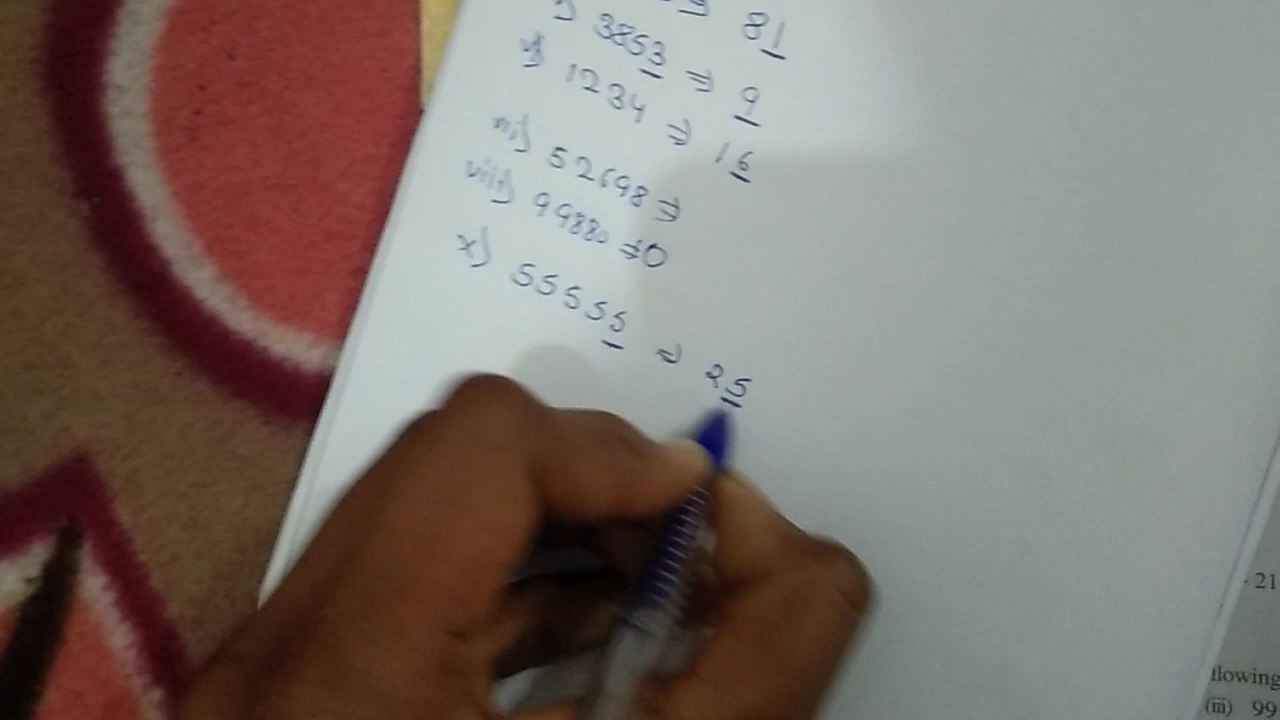 ⇒ 81
3853 ⇒ 9
v) 1234 ⇒ 16
vii) 52698 ⇒
viii) 99880 ⇒0
x) 55555 ⇒ 25
21
llowing
(iii) 99